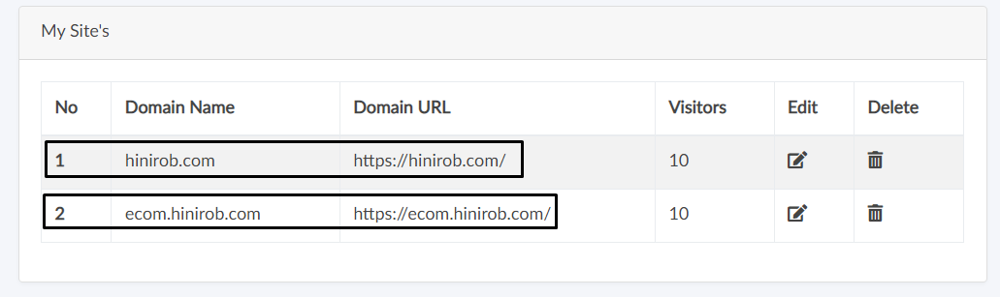 My Site's
No Domain Name Domain URL Visitors Edit Delete
1 hinirob.com https://hinirob.com/ 10
2 ecom.hinirob.com https://ecom.hinirob.com/ 10